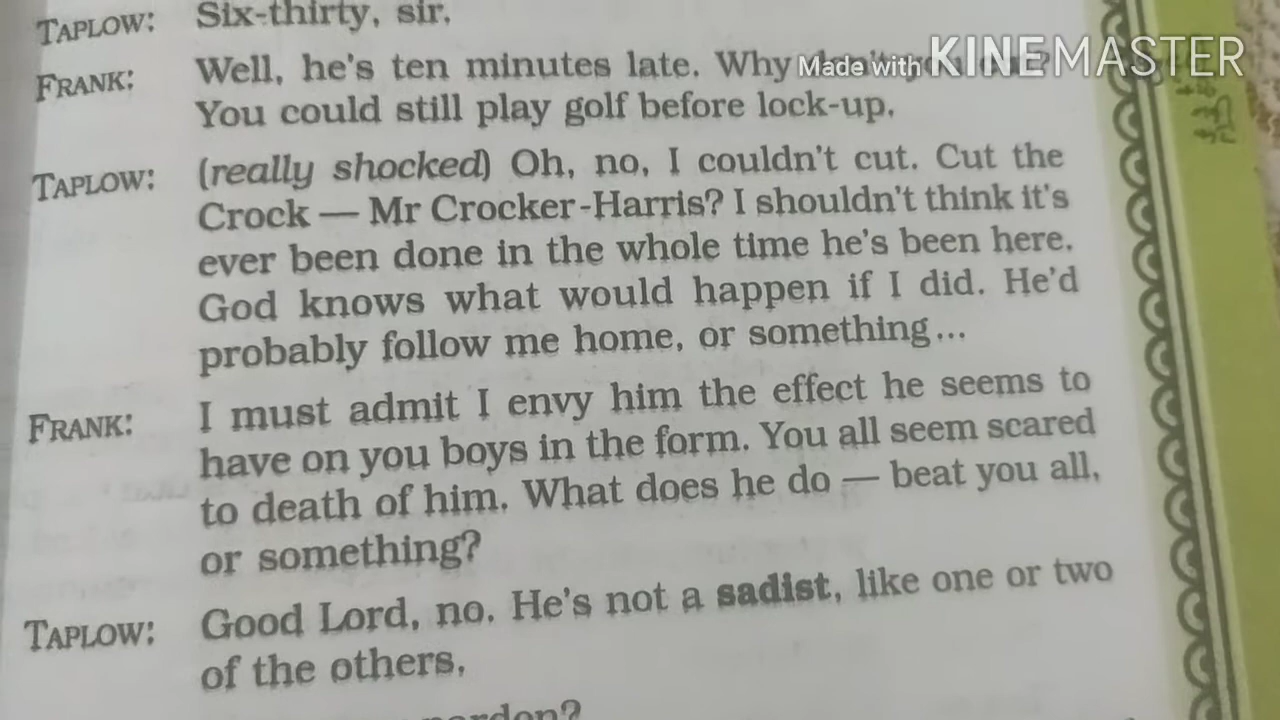 TAPLOW: Six-thirty, sir.
FRANK: Well, he's ten minutes late. Why
Made with KINEMASTER
You could still play golf before lock-up.
TAPLOW: (really shocked) Oh, no, I couldn't cut. Cut the
Crock — Mr Crocker-Harris? I shouldn't think it's
ever been done in the whole time he's been here.
God knows what would happen if I did. He'd
probably follow me home, or something...
FRANK: I must admit I envy him the effect he seems to
have on you boys in the form. You all seem scared
to death of him. What does he do — beat you all,
or something?
TAPLOW: Good Lord, no. He's not a sadist, like one or two
of the others.